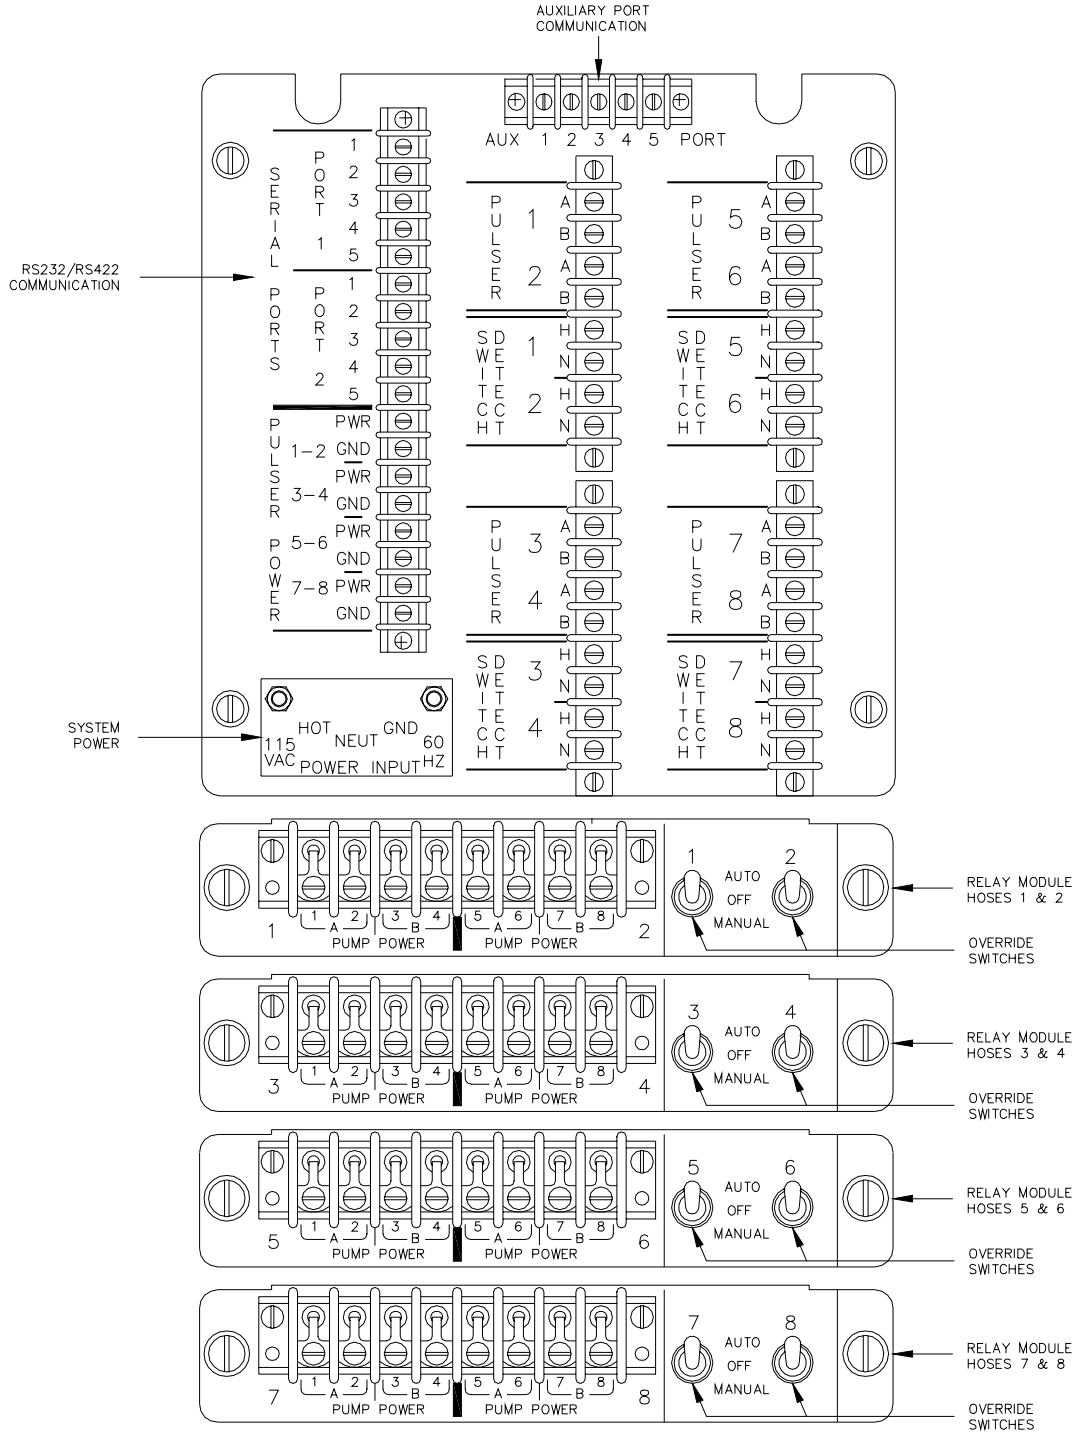 AUXILIARY PORT
COMMUNICATION
AUX 1 2 3 4 5 PORT
RS232/RS422
COMMUNICATION
SERIAL PORTS
PORT 1
1
2
3
4
5
PORT 2
1
2
3
4
5
PULSER POWER
1-2
PWR
GND
3-4
PWR
GND
5-6
PWR
GND
7-8
PWR
GND
PULSER
1
A
B
2
A
B
SWITCH
DETECT
1
H
N
2
H
N
PULSER
5
A
B
6
A
B
SWITCH
DETECT
5
H
N
6
H
N
PULSER
3
A
B
4
A
B
SWITCH
DETECT
3
H
N
4
H
N
PULSER
7
A
B
8
A
B
SWITCH
DETECT
7
H
N
8
H
N
SYSTEM
POWER
HOT NEUT GND
115
VAC
60
HZ
POWER INPUT
1 2 3 4 5 6 7 8
A B A B
1 PUMP POWER PUMP POWER 2
1 2
AUTO
OFF
MANUAL
RELAY MODULE
HOSES 1 & 2
OVERRIDE
SWITCHES
1 2 3 4 5 6 7 8
A B A B
3 PUMP POWER PUMP POWER 4
3 4
AUTO
OFF
MANUAL
RELAY MODULE
HOSES 3 & 4
OVERRIDE
SWITCHES
1 2 3 4 5 6 7 8
A B A B
5 PUMP POWER PUMP POWER 6
5 6
AUTO
OFF
MANUAL
RELAY MODULE
HOSES 5 & 6
OVERRIDE
SWITCHES
1 2 3 4 5 6 7 8
A B A B
7 PUMP POWER PUMP POWER 8
7 8
AUTO
OFF
MANUAL
RELAY MODULE
HOSES 7 & 8
OVERRIDE
SWITCHES